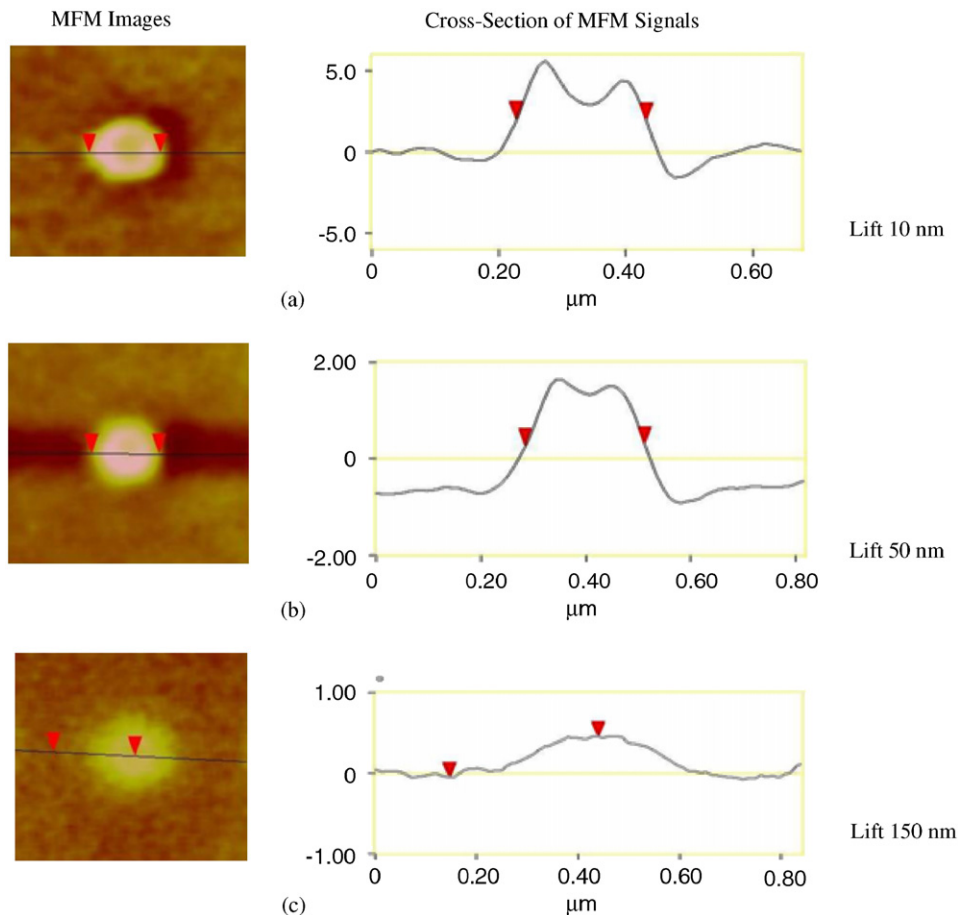 MFM Images
Cross-Section of MFM Signals
5.0
0
-5.0
0 0.20 0.40 0.60
μm
Lift 10 nm
(a)
2.00
0
-2.00
0 0.20 0.40 0.60 0.80
μm
Lift 50 nm
(b)
1.00
0
-1.00
0 0.20 0.40 0.60 0.80
μm
Lift 150 nm
(c)